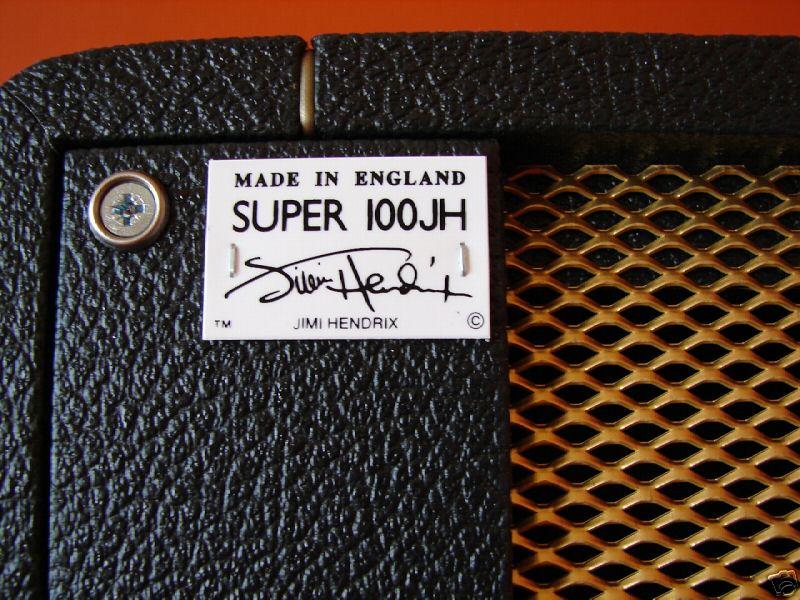 MADE IN ENGLAND
SUPER 100JH
Jimi Hendrix
TM JIMI HENDRIX ©